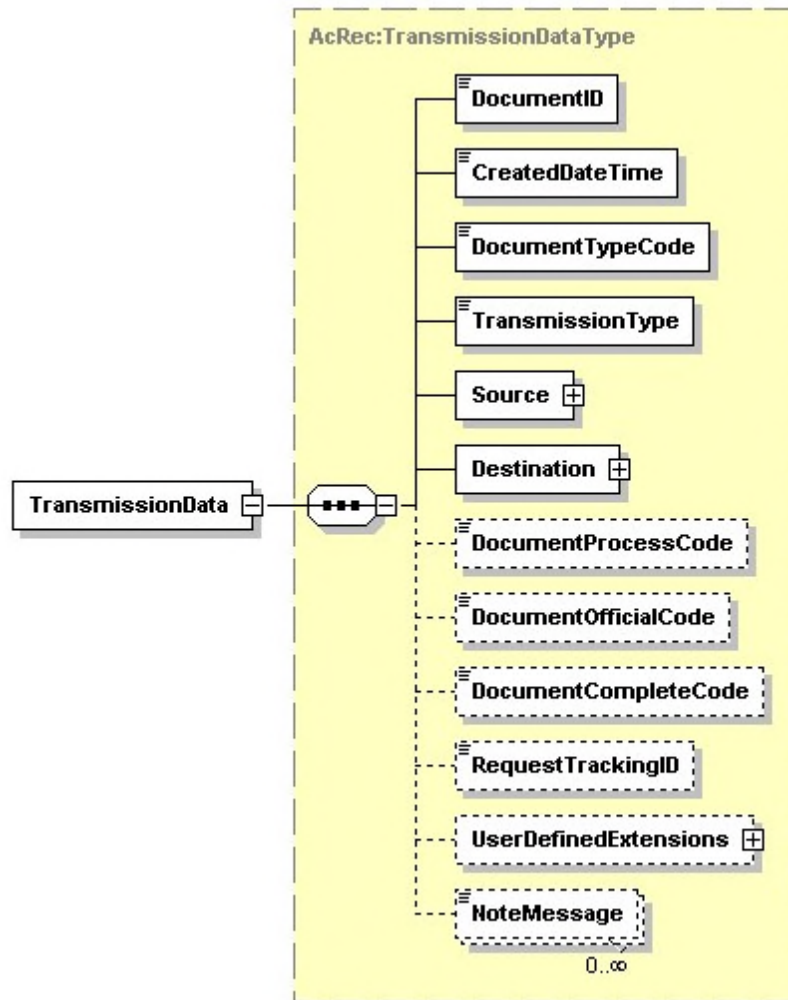 AcRec:TransmissionDataType
DocumentID
CreatedDateTime
DocumentTypeCode
TransmissionType
Source
Destination
TransmissionData
DocumentProcessCode
DocumentOfficialCode
DocumentCompleteCode
RequestTrackingID
UserDefinedExtensions
NoteMessage
0..∞